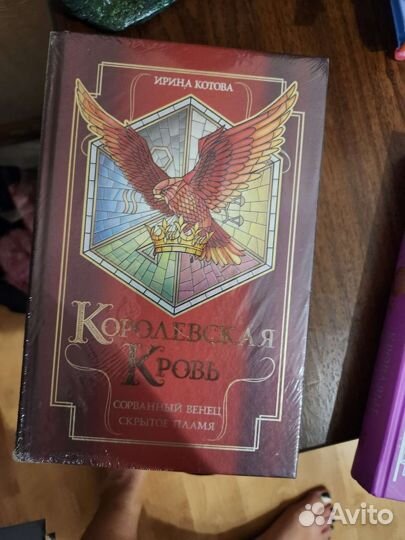 ИРИНА КОТОВА
КОРОЛЕВСКАЯ
КРОВЬ
СОРВАННЫЙ ВЕНЕЦ
СКРЫТОЕ ПЛАМЯ
Avito